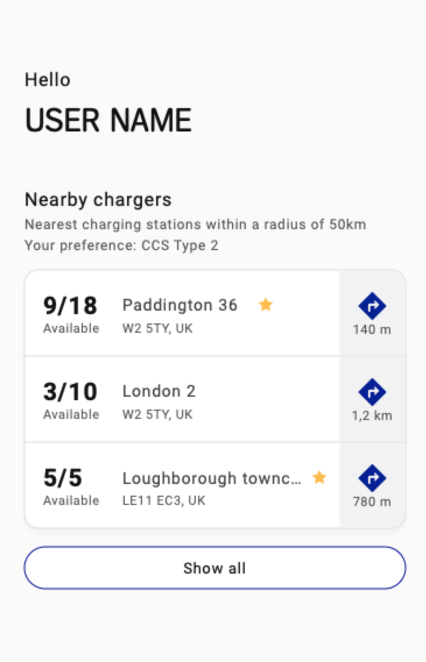 Hello
USER NAME
Nearby chargers
Nearest charging stations within a radius of 50km
Your preference: CCS Type 2
9/18 Paddington 36
Available W2 5TY, UK 140 m
3/10 London 2
Available W2 5TY, UK 1,2 km
5/5 Loughborough townc...
Available LE11 EC3, UK 780 m
Show all